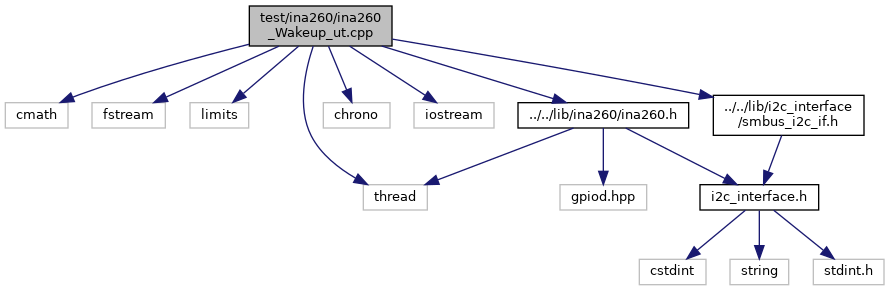 test/ina260/ina260
_Wakeup_ut.cpp
cmath
fstream
limits
chrono
iostream
../../lib/ina260/ina260.h
../../lib/i2c_interface
/smbus_i2c_if.h
thread
gpiod.hpp
i2c_interface.h
cstdint
string
stdint.h